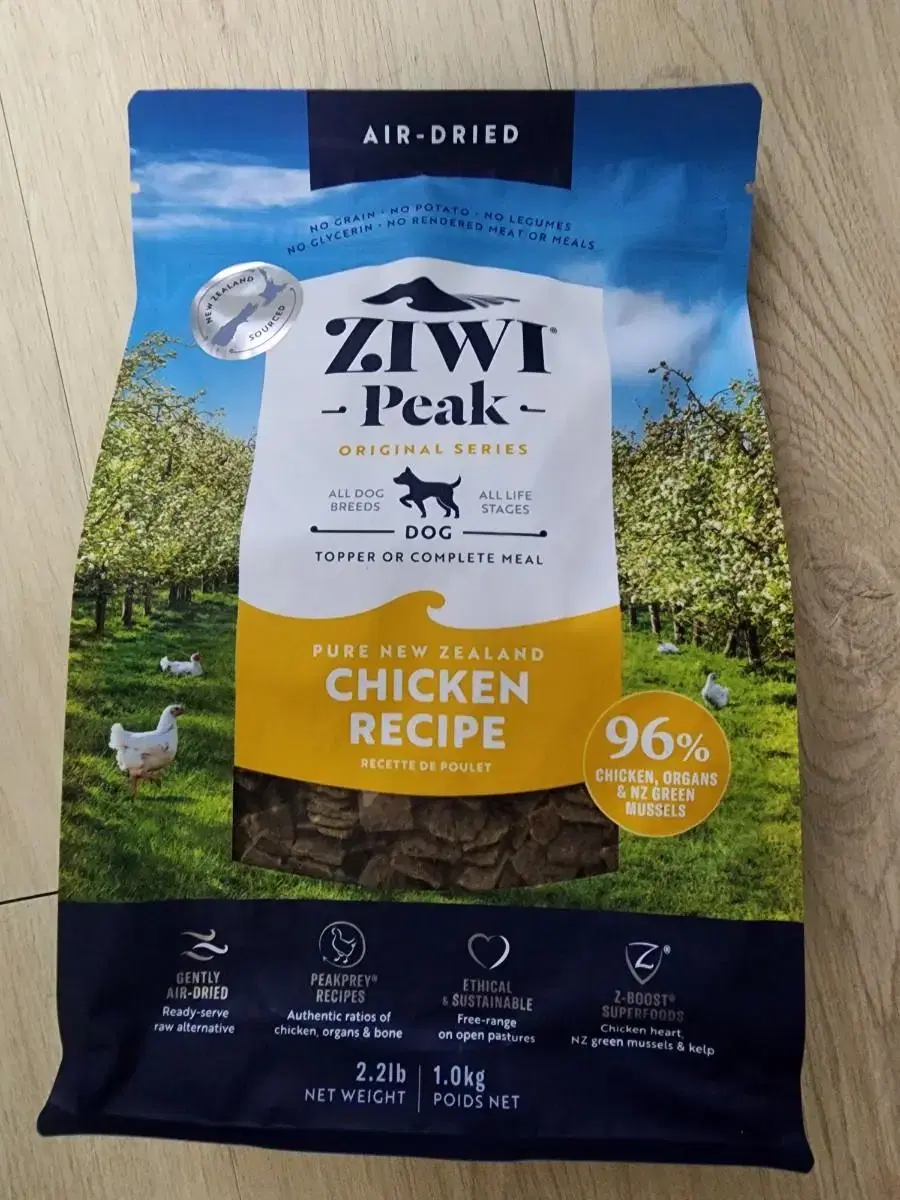 AIR-DRIED
NO GRAIN · NO POTATO · NO LEGUMES
NO GLYCERIN · NO RENDERED MEAT OR MEALS
NEW ZEALAND
SOURCED
ZIWI®
Peak
ORIGINAL SERIES
ALL DOG
BREEDS
ALL LIFE
STAGES
DOG
TOPPER OR COMPLETE MEAL
PURE NEW ZEALAND
CHICKEN
RECIPE
RECETTE DE POULET
96%
CHICKEN, ORGANS
& NZ GREEN
MUSSELS
GENTLY
AIR-DRIED
Ready-serve
raw alternative
PEAKPREY®
RECIPES
Authentic ratios of
chicken, organs & bone
ETHICAL
& SUSTAINABLE
Free-range
on open pastures
Z®
Z-BOOST®
SUPERFOODS
Chicken heart,
NZ green mussels & kelp
2.2lb
NET WEIGHT
1.0kg
POIDS NET